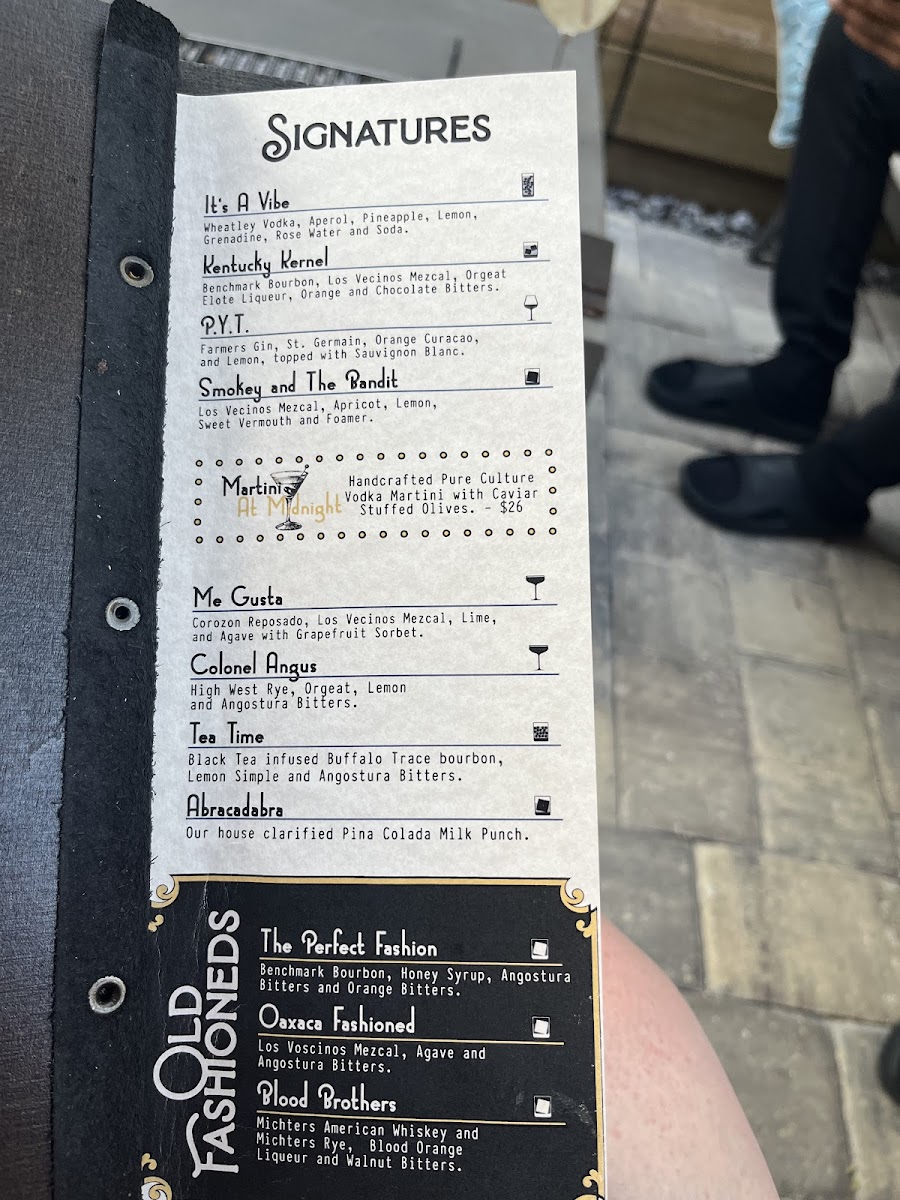 SIGNATURES
It's A Vibe
Wheatley Vodka, Aperol, Pineapple, Lemon,
Grenadine, Rose Water and Soda.
Kentucky Kernel
Benchmark Bourbon, Los Vecinos Mezcal, Orgeat
Elote Liqueur, Orange and Chocolate Bitters.
P.Y.T.
Farmers Gin, St. Germain, Orange Curacao,
and Lemon, topped with Sauvignon Blanc.
Smokey and The Bandit
Los Vecinos Mezcal, Apricot, Lemon,
Sweet Vermouth and Foamer.
Martini
At Midnight
Handcrafted Pure Culture
Vodka Martini with Caviar
Stuffed Olives. - $26
Me Gusta
Corozon Reposado, Los Vecinos Mezcal, Lime,
and Agave with Grapefruit Sorbet.
Colonel Angus
High West Rye, Orgeat, Lemon
and Angostura Bitters.
Tea Time
Black Tea infused Buffalo Trace bourbon,
Lemon Simple and Angostura Bitters.
Abracadabra
Our house clarified Pina Colada Milk Punch.
OLD
FASHIONEDS
The Perfect Fashion
Benchmark Bourbon, Honey Syrup, Angostura
Bitters and Orange Bitters.
Oaxaca Fashioned
Los Voscinos Mezcal, Agave and
Angostura Bitters.
Blood Brothers
Michters American Whiskey and
Michters Rye, Blood Orange
Liqueur and Walnut Bitters.